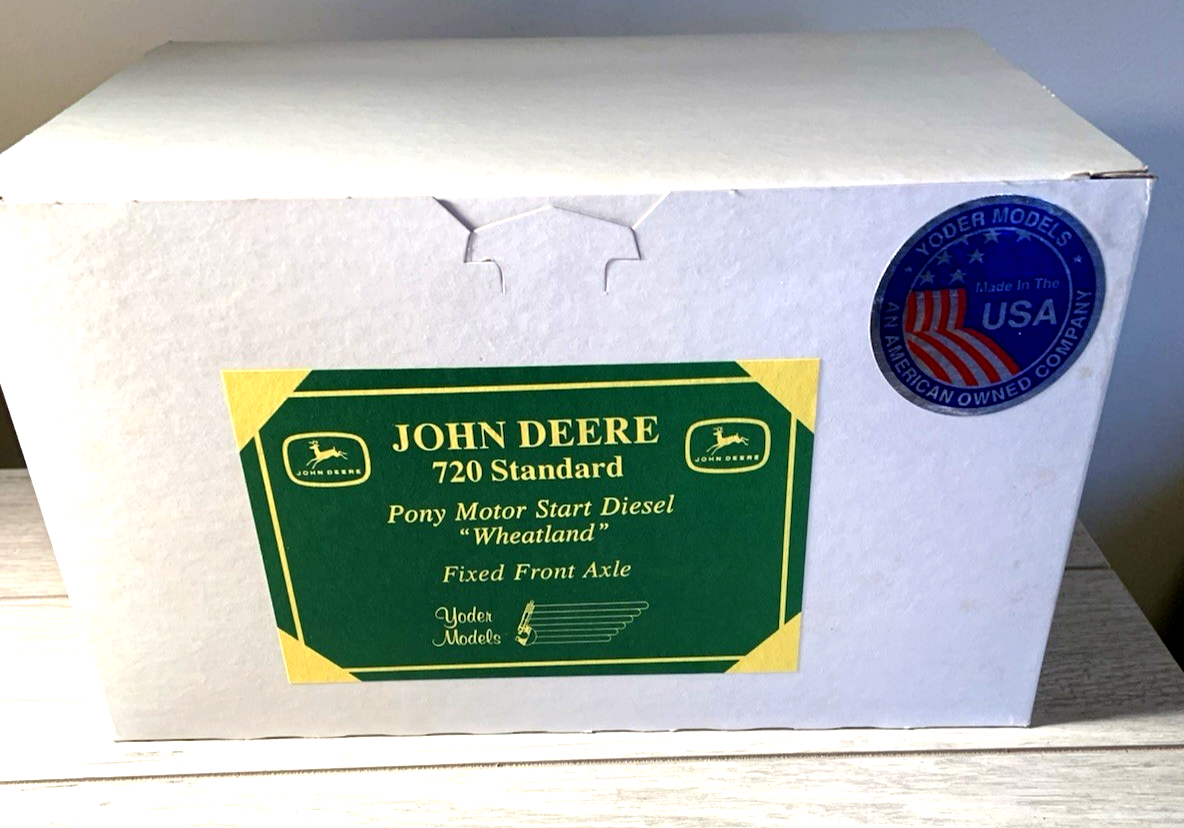 YODER MODELS
Made In The
USA
AN AMERICAN OWNED COMPANY
JOHN DEERE
720 Standard
JOHN DEERE
JOHN DEERE
Pony Motor Start Diesel
“Wheatland”
Fixed Front Axle
Yoder
Models